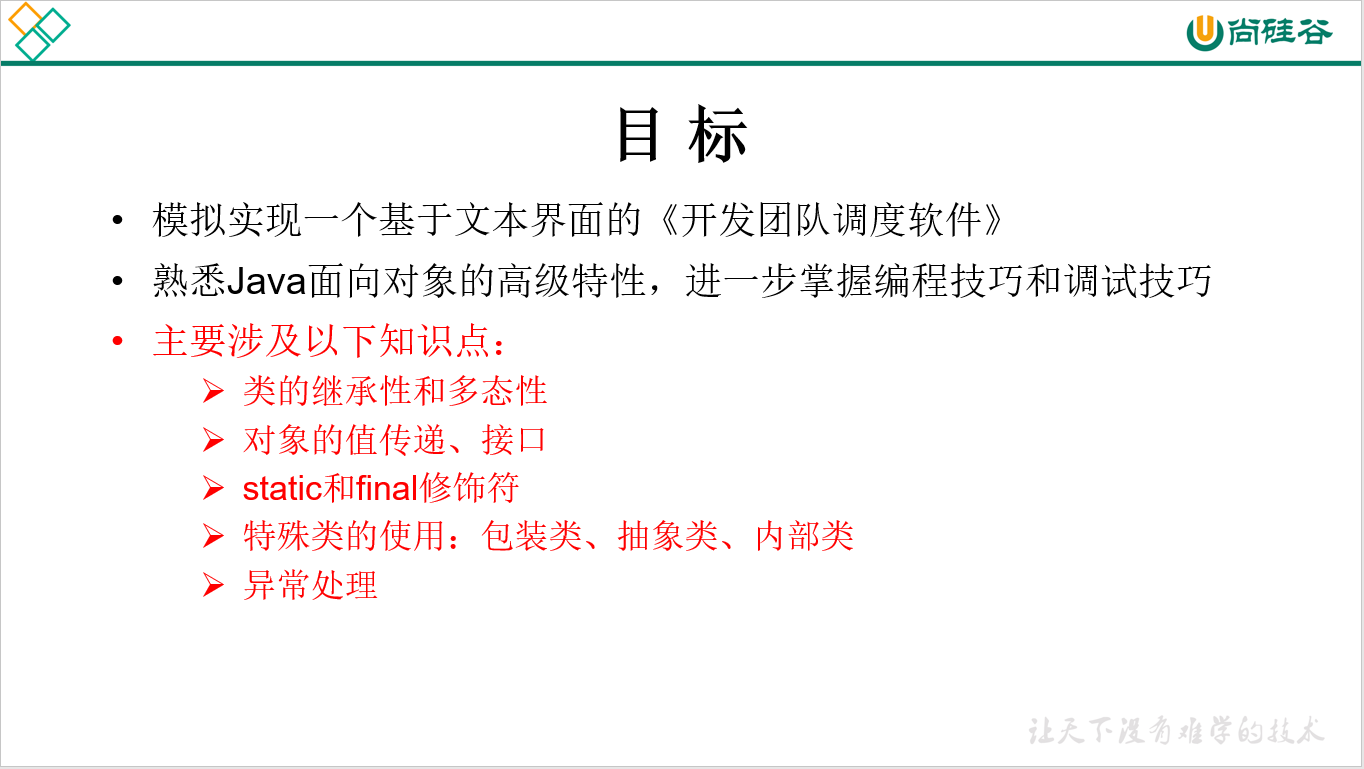 尚硅谷
目 标
• 模拟实现一个基于文本界面的《开发团队调度软件》
• 熟悉Java面向对象的高级特性，进一步掌握编程技巧和调试技巧
• 主要涉及以下知识点：
➢ 类的继承性和多态性
➢ 对象的值传递、接口
➢ static和final修饰符
➢ 特殊类的使用：包装类、抽象类、内部类
➢ 异常处理
让天下没有难学的技术